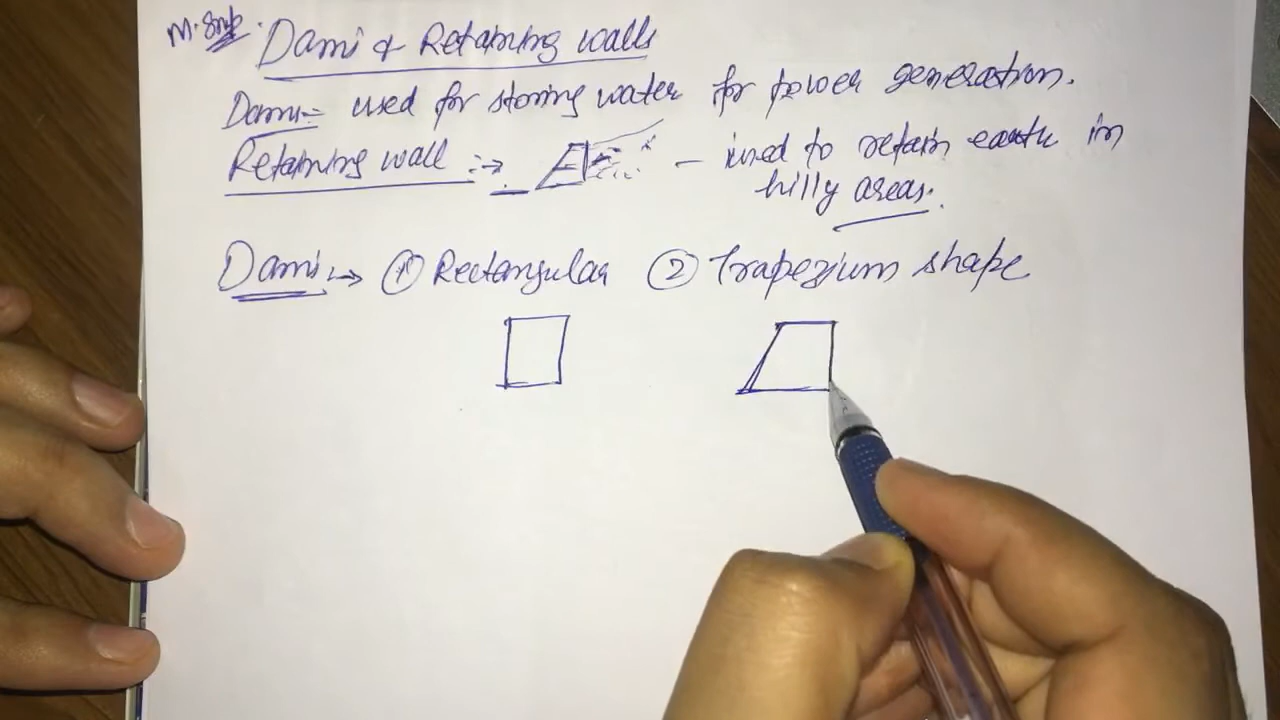 M. Imp. Dams & Retaining walls
Dams:- used for storing water for power generation.
Retaining wall :→ - used to retain earth in
hilly areas.
Dams → ① Rectangular ② Trapezium shape